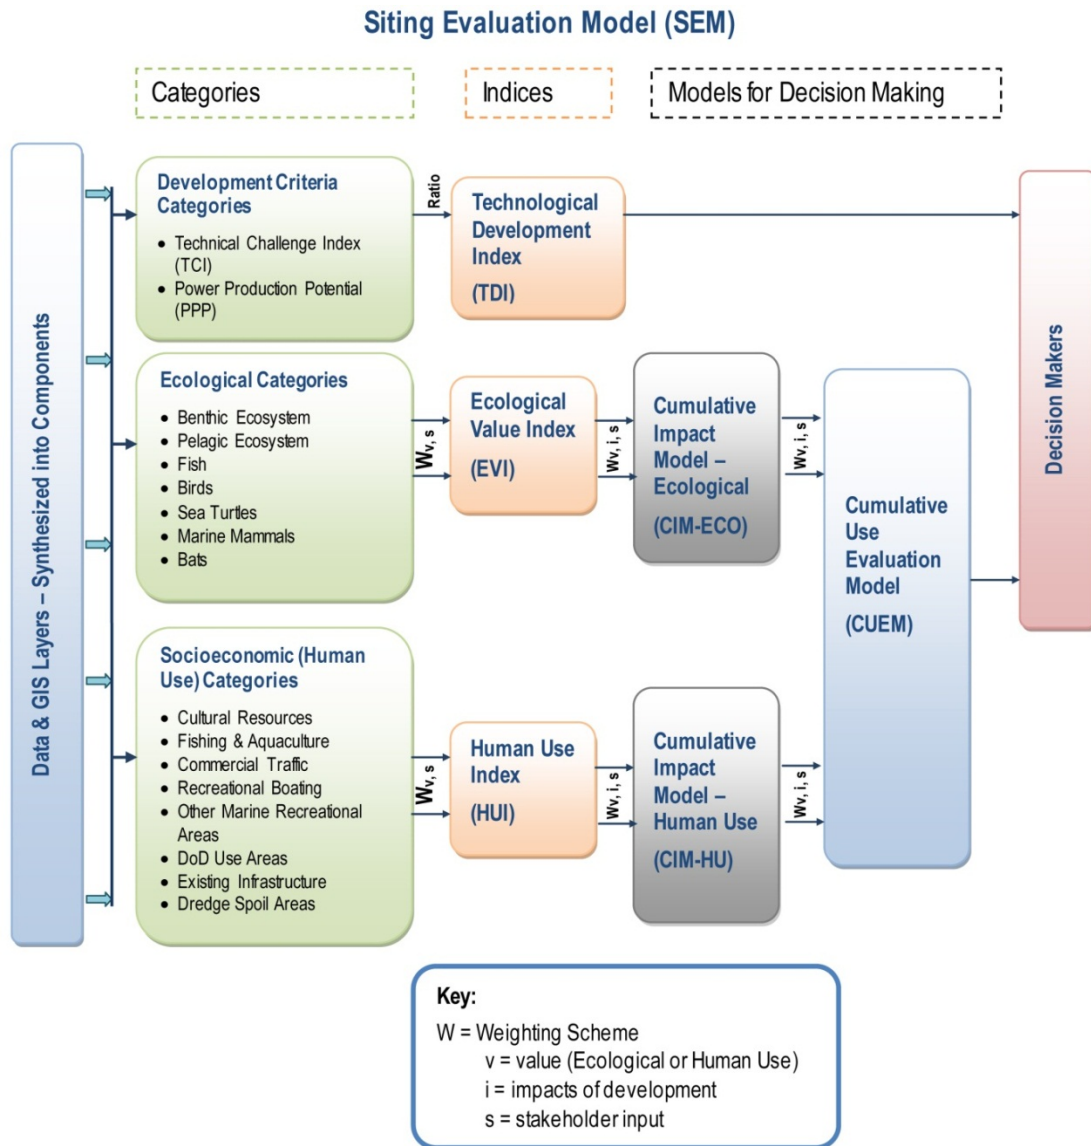 Siting Evaluation Model (SEM)
Categories
Indices
Models for Decision Making
Data & GIS Layers – Synthesized into Components
Development Criteria
Categories
• Technical Challenge Index
(TCI)
• Power Production Potential
(PPP)
Ratio
Technological
Development
Index
(TDI)
Ecological Categories
• Benthic Ecosystem
• Pelagic Ecosystem
• Fish
• Birds
• Sea Turtles
• Marine Mammals
• Bats
Wv, s
Ecological
Value Index
(EVI)
Wv, i, s
Cumulative
Impact
Model –
Ecological
(CIM-ECO)
Wv, i, s
Socioeconomic (Human
Use) Categories
• Cultural Resources
• Fishing & Aquaculture
• Commercial Traffic
• Recreational Boating
• Other Marine Recreational
Areas
• DoD Use Areas
• Existing Infrastructure
• Dredge Spoil Areas
Wv, s
Human Use
Index
(HUI)
Wv, i, s
Cumulative
Impact
Model –
Human Use
(CIM-HU)
Wv, i, s
Cumulative
Use
Evaluation
Model
(CUEM)
Decision Makers
Key:
W = Weighting Scheme
v = value (Ecological or Human Use)
i = impacts of development
s = stakeholder input